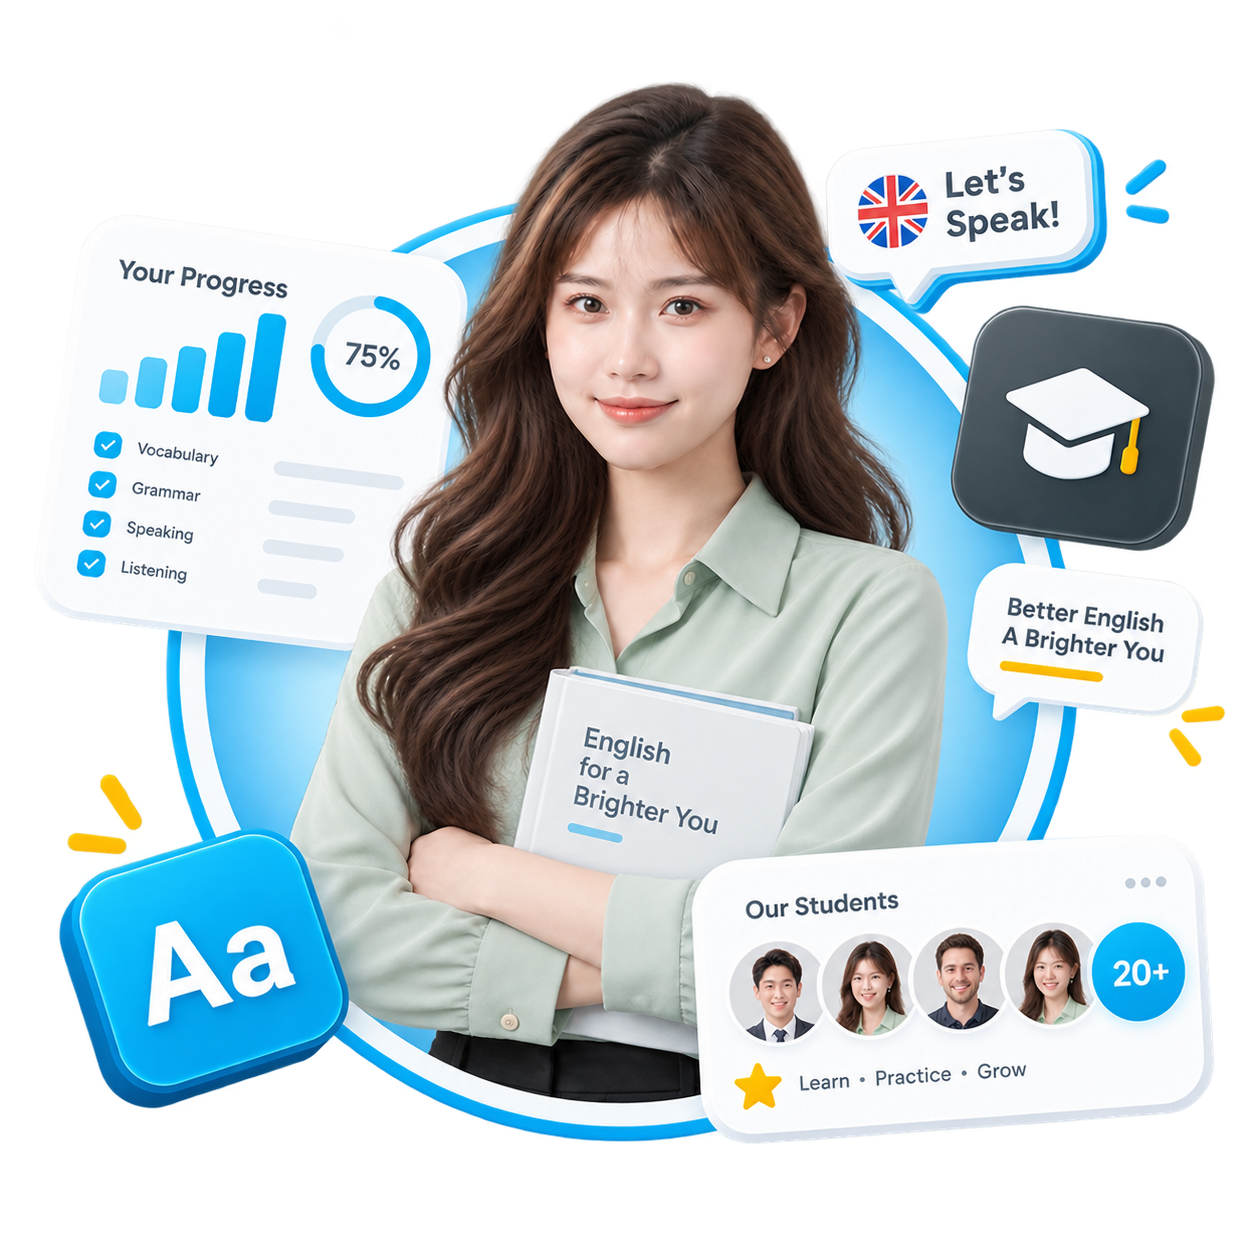 Let's
Speak!
Your Progress
75%
Vocabulary
Grammar
Speaking
Listening
Better English
A Brighter You
English
for a
Brighter You
Aa
Our Students
20+
Learn • Practice • Grow